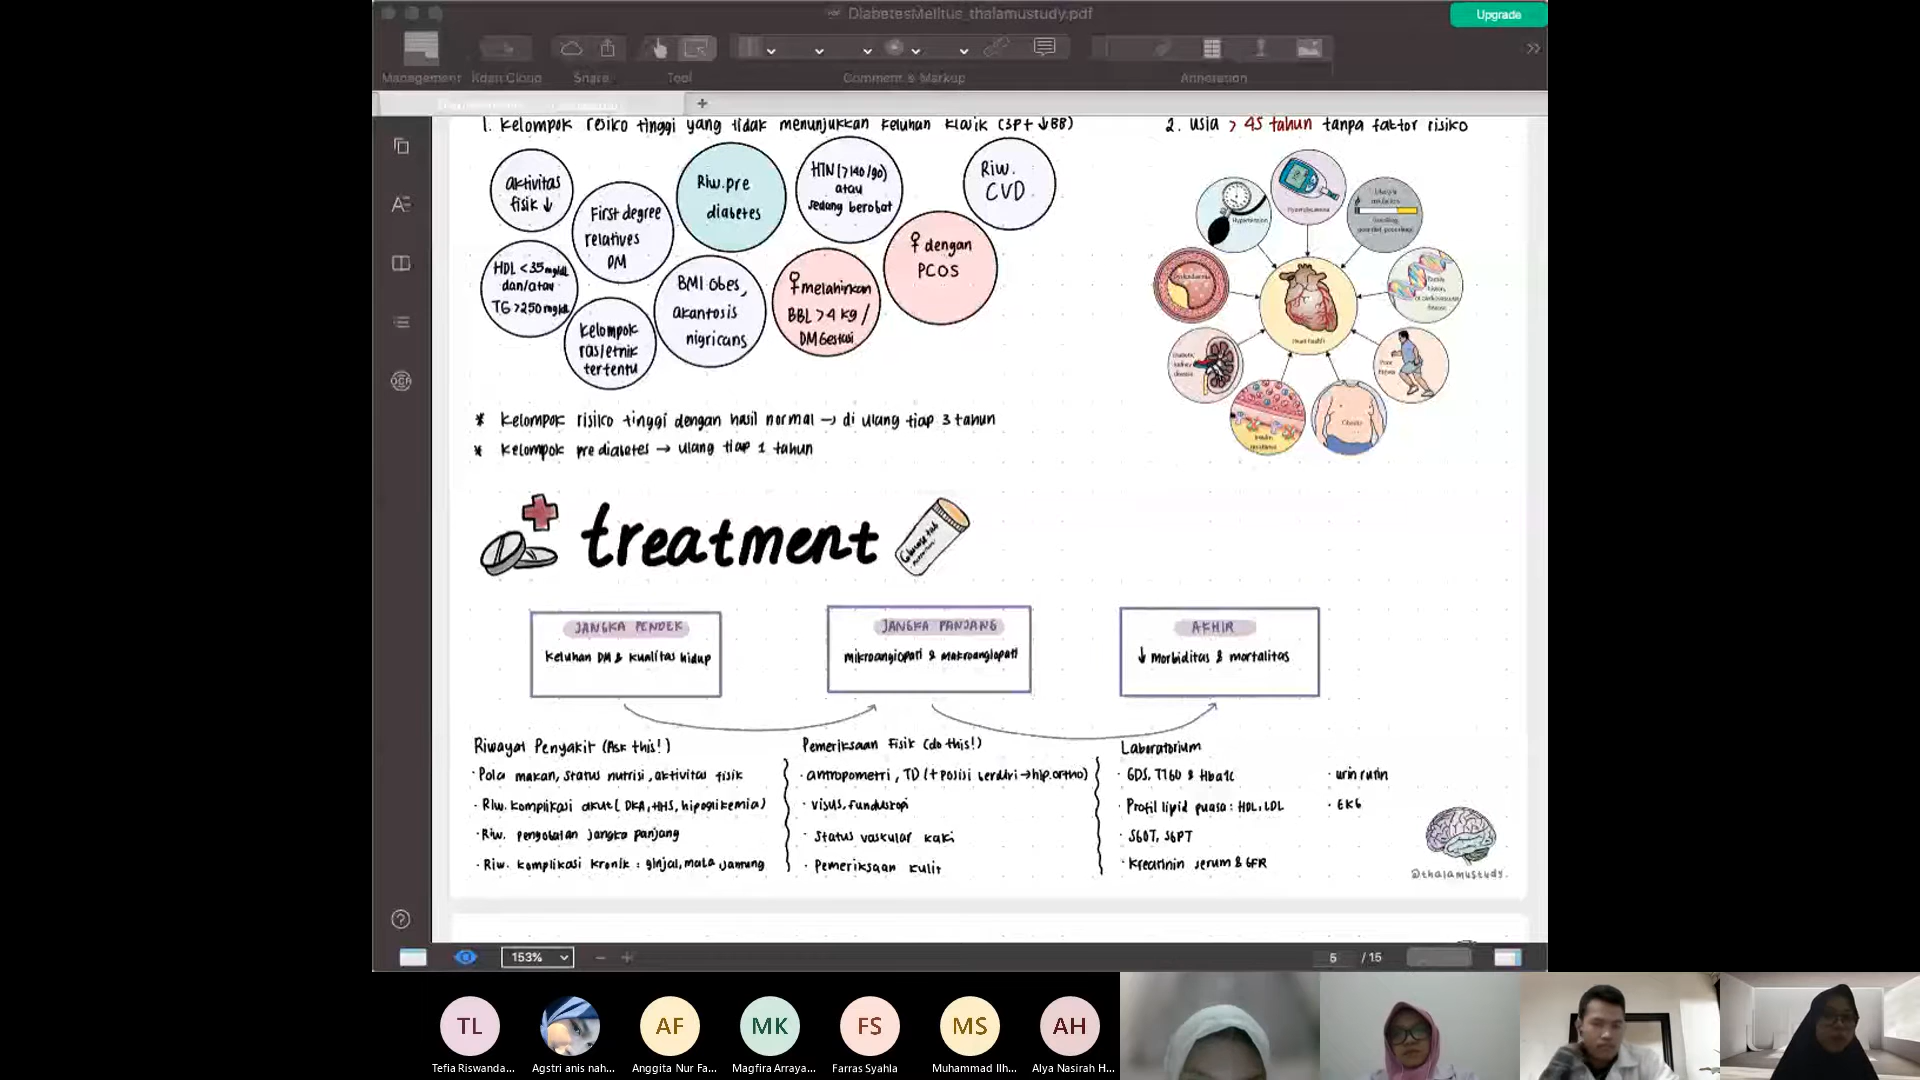 DiabetesMelitus_thalamustudy.pdf
Upgrade
Management
Kdan Cloud
Share
Tool
Comment & Markup
Annotation
1. Kelompok resiko tinggi yang tidak menunjukkan keluhan klasik (3P+ ↓BB)
aktivitas
fisik ↓
First degree
relatives
DM
Riw. pre
diabetes
HTN (>140/90)
atau
sedang berobat
Riw.
CVD
HDL <35 mg/dL
dan/atau
TG >250 mg/dL
Kelompok
ras/etnik
tertentu
BMI obes,
akantosis
nigricans
♀ melahirkan
BBL >4 kg /
DM Gestasi
♀ dengan
PCOS
2. usia > 45 tahun tanpa faktor risiko
Hypertension
Obesity
* Kelompok risiko tinggi dengan hasil normal → di ulang tiap 3 tahun
* Kelompok prediabetes → ulang tiap 1 tahun
treatment
Glucose tab
JANGKA PENDEK
Keluhan DM & kualitas hidup
JANGKA PANJANG
mikroangiopati & makroangiopati
AKHIR
↓ morbiditas & mortalitas
Riwayat Penyakit (Ask this!)
· Pola makan, status nutrisi, aktivitas fisik
· Riw. komplikasi akut (DKA, HHS, hipoglikemia)
· Riw. pengobatan jangka panjang
· Riw. komplikasi kronik : ginjal, mata, jantung
Pemeriksaan Fisik (do this!)
· antropometri, TD (+ posisi berdiri → hip.ortho)
· visus, funduskopi
· Status vaskular kaki
· Pemeriksaan kulit
Laboratorium
· GDS, TTGO & Hba1c
· Profil lipid puasa : HDL, LDL
· SGOT, SGPT
· Kreatinin serum & GFR
· urin rutin
· EKG
@thalamustudy.
153%
5 / 15
TL
AF
MK
FS
MS
AH
Tefia Riswanda...
Agstri anis nah...
Anggita Nur Fa...
Magfira Arraya...
Farras Syahla
Muhammad Ilh...
Alya Nasirah H...